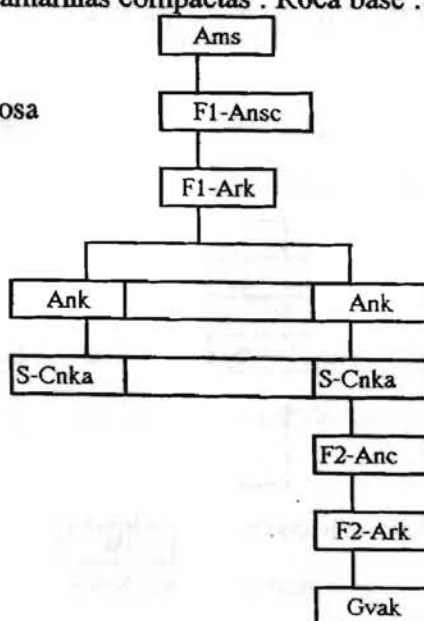 amarillas compactas . Roca base .
Ams
osa
F1-Ansc
F1-Ark
Ank Ank
S-Cnka S-Cnka
F2-Anc
F2-Ark
Gvak